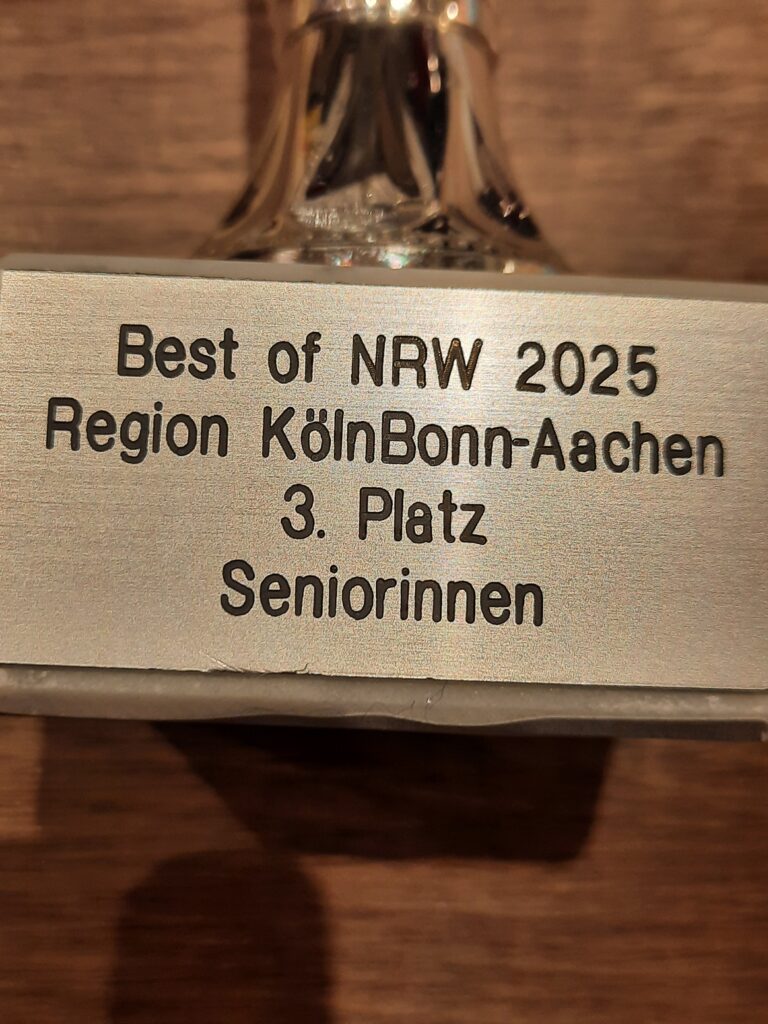 Best of NRW 2025
Region KölnBonn-Aachen
3. Platz
Seniorinnen